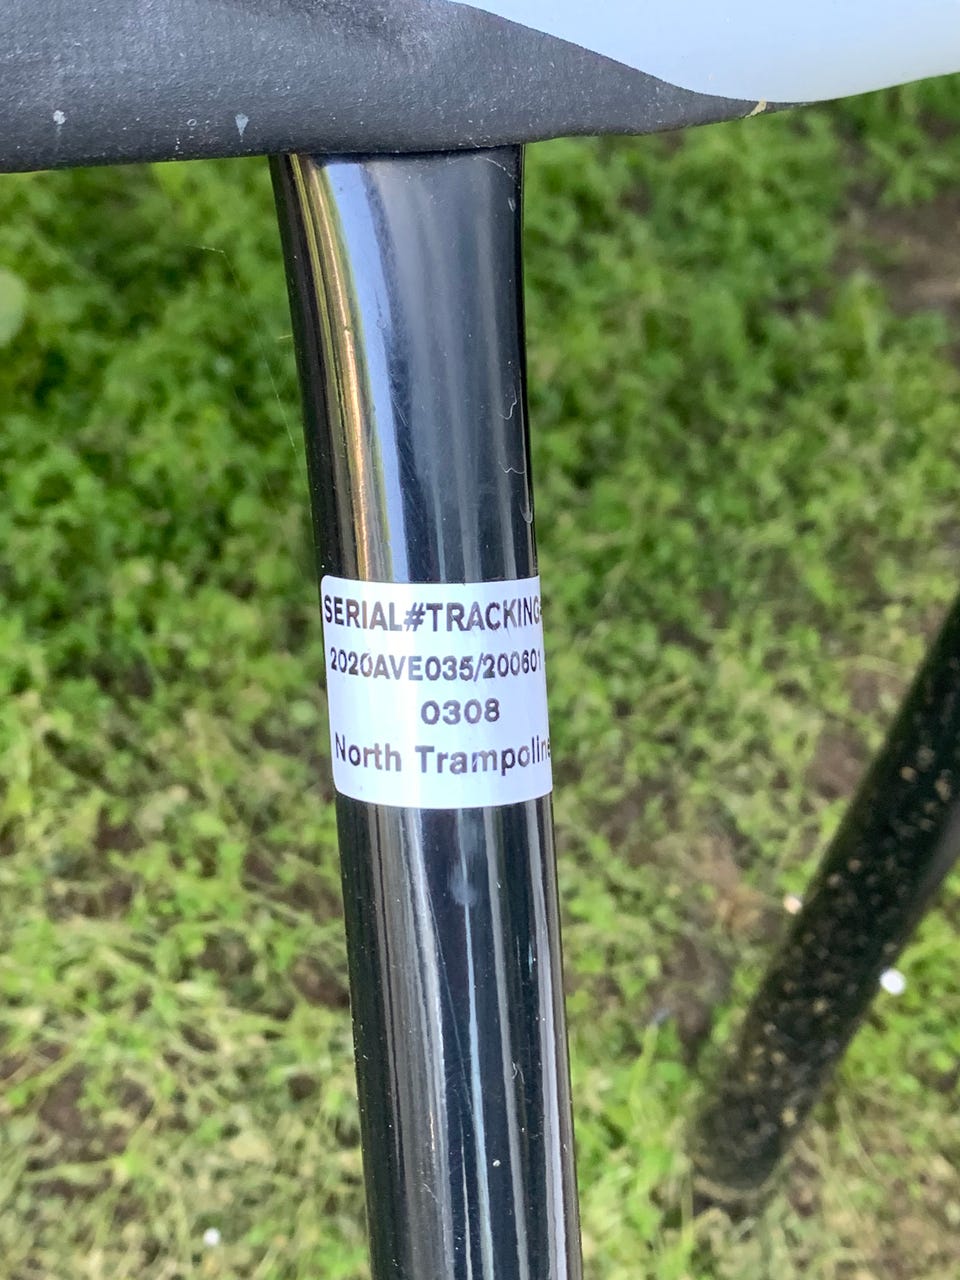 SERIAL#TRACKING
2020AVE035/200601
0308
North Trampoline